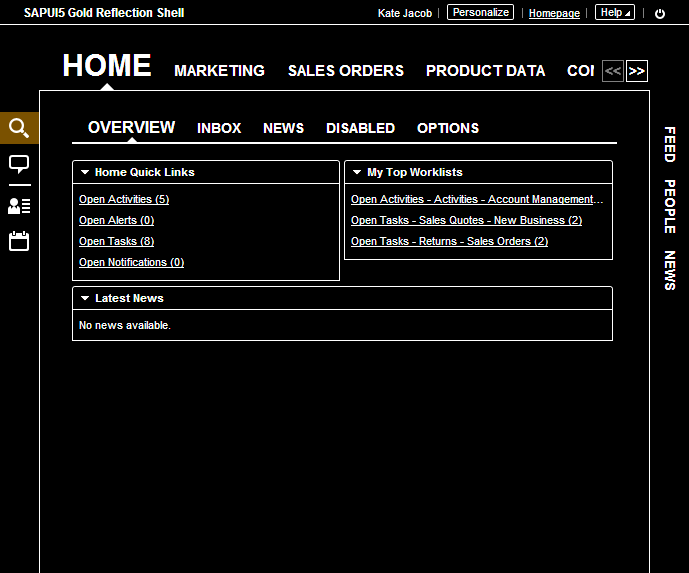 SAPUI5 Gold Reflection Shell
Kate Jacob | Personalize | Homepage | Help
HOME MARKETING SALES ORDERS PRODUCT DATA << >>
OVERVIEW INBOX NEWS DISABLED OPTIONS
Home Quick Links
Open Activities (5)
Open Alerts (0)
Open Tasks (8)
Open Notifications (0)
My Top Worklists
Open Activities - Activities - Account Management...
Open Tasks - Sales Quotes - New Business (2)
Open Tasks - Returns - Sales Orders (2)
Latest News
No news available.
FEED
PEOPLE
NEWS